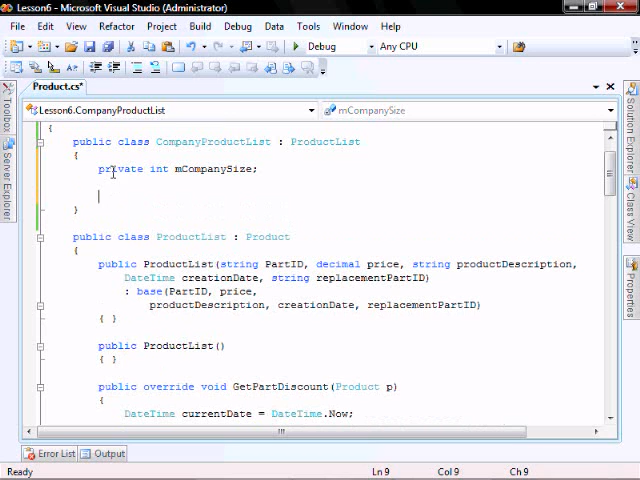 Lesson6 - Microsoft Visual Studio (Administrator)
File Edit View Refactor Project Build Debug Data Tools Test Window Help
Debug Any CPU
Product.cs*
Lesson6.CompanyProductList mCompanySize
{
public class CompanyProductList : ProductList
{
private int mCompanySize;
}
public class ProductList : Product
{
public ProductList(string PartID, decimal price, string productDescription,
DateTime creationDate, string replacementPartID)
: base(PartID, price,
productDescription, creationDate, replacementPartID)
{ }
public ProductList()
{ }
public override void GetPartDiscount(Product p)
{
DateTime currentDate = DateTime.Now;
Toolbox
Server Explorer
Solution Explorer
Class View
Properties
Error List Output
Ready Ln 9 Col 9 Ch 9